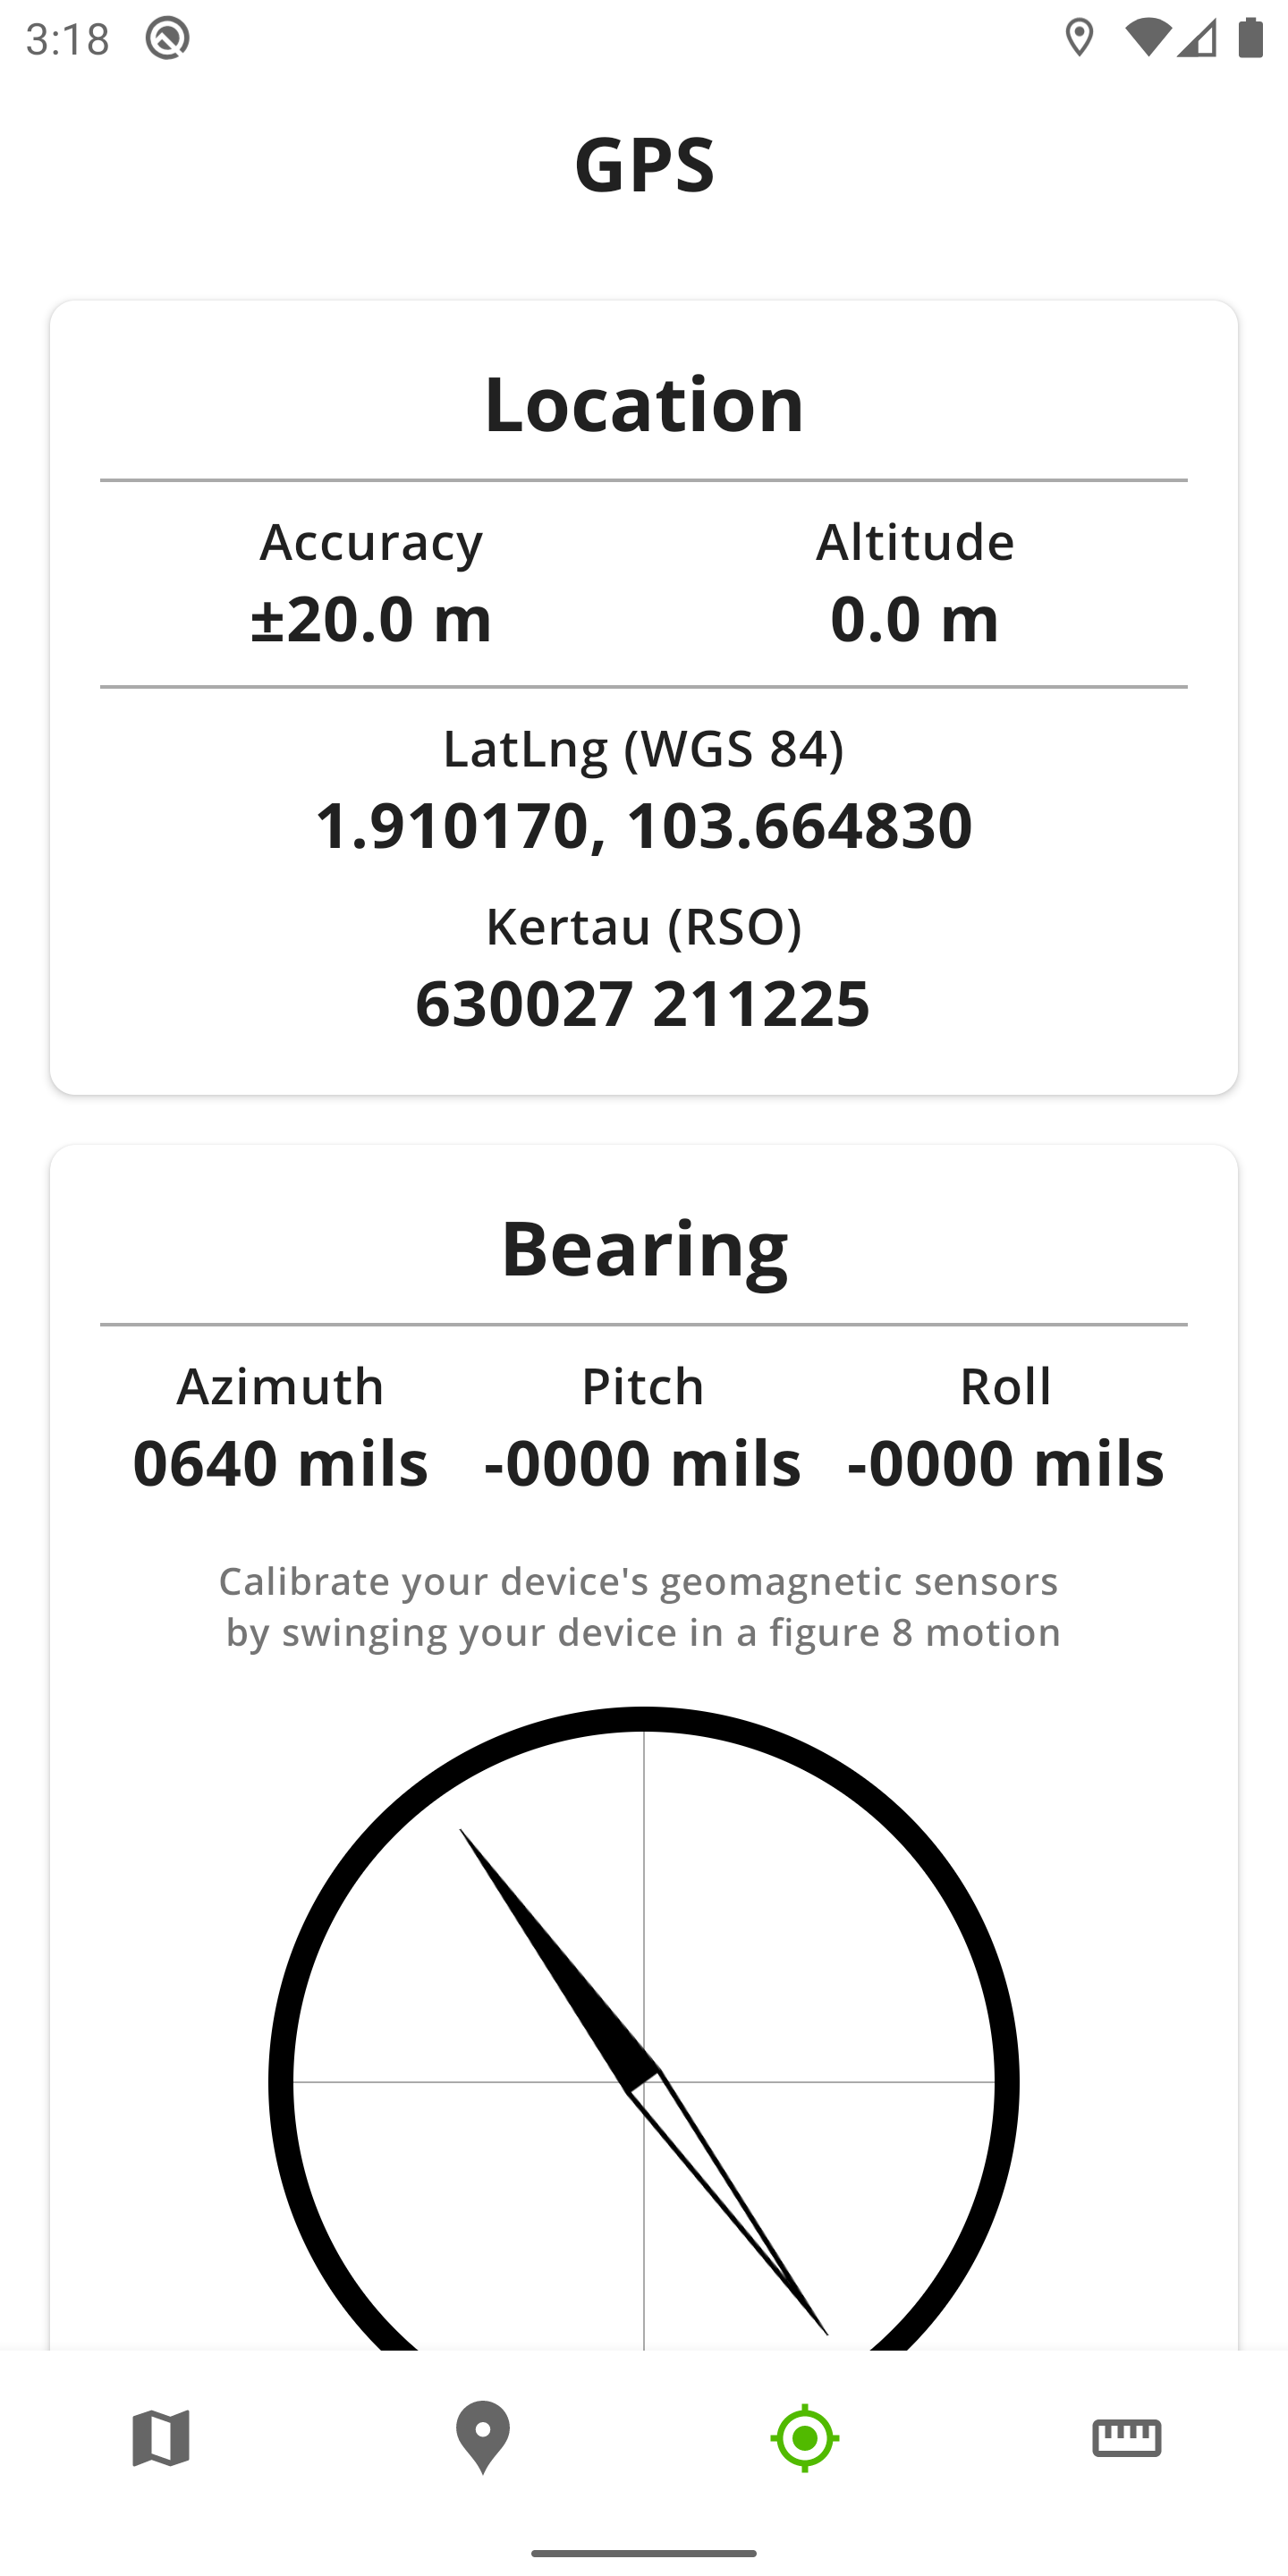 3:18
GPS
Location
Accuracy Altitude
±20.0 m 0.0 m
LatLng (WGS 84)
1.910170, 103.664830
Kertau (RSO)
630027 211225
Bearing
Azimuth Pitch Roll
0640 mils -0000 mils -0000 mils
Calibrate your device's geomagnetic sensors
by swinging your device in a figure 8 motion